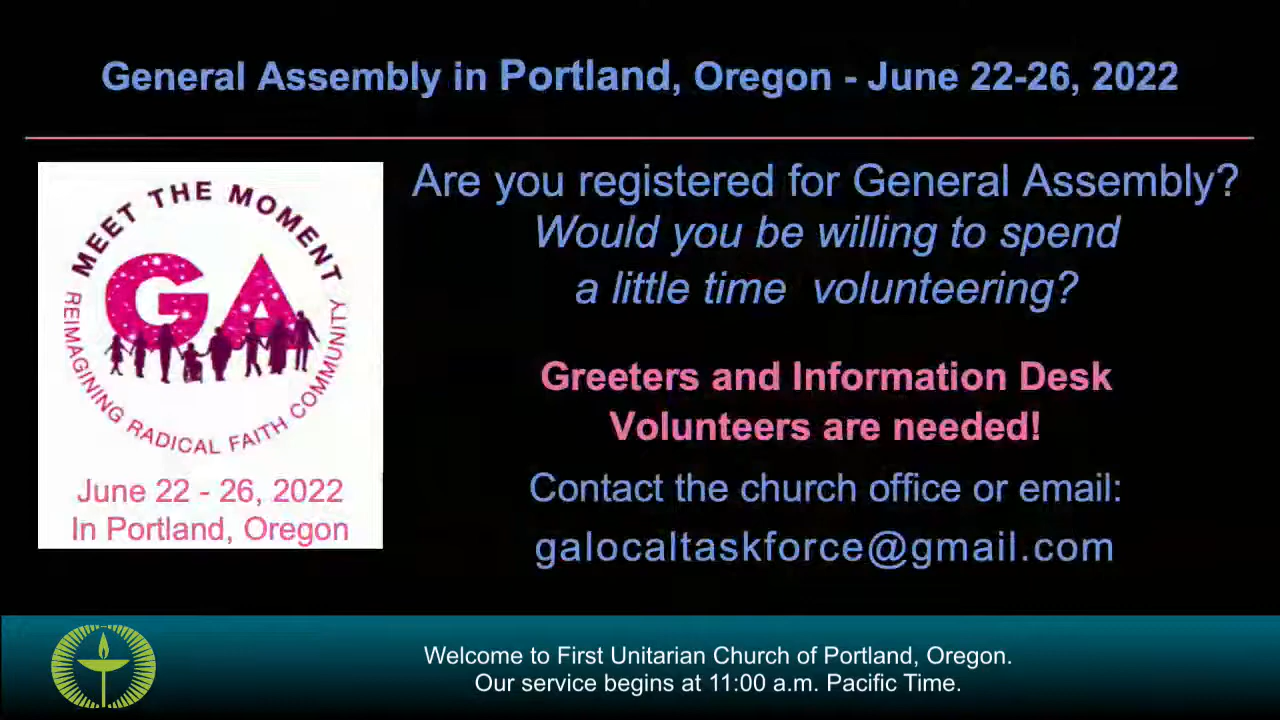 General Assembly in Portland, Oregon - June 22-26, 2022
MEET THE MOMENT
GA
REIMAGINING RADICAL FAITH COMMUNITY
June 22 - 26, 2022
In Portland, Oregon
Are you registered for General Assembly?
Would you be willing to spend
a little time volunteering?
Greeters and Information Desk
Volunteers are needed!
Contact the church office or email:
galocaltaskforce@gmail.com
Welcome to First Unitarian Church of Portland, Oregon.
Our service begins at 11:00 a.m. Pacific Time.